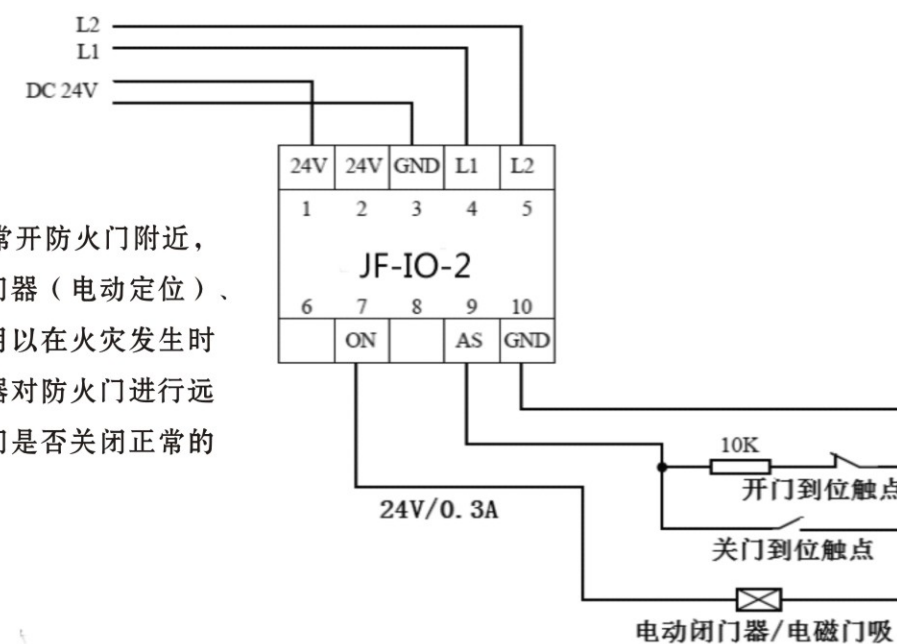 L2
L1
DC 24V
24V 24V GND L1 L2
1 2 3 4 5
常开防火门附近，
JF-IO-2
门器（电动定位）、
6 7 8 9 10
用以在火灾发生时
ON AS GND
器对防火门进行远
门是否关闭正常的
10K
开门到位触点
24V/0.3A
关门到位触点
电动闭门器/电磁门吸